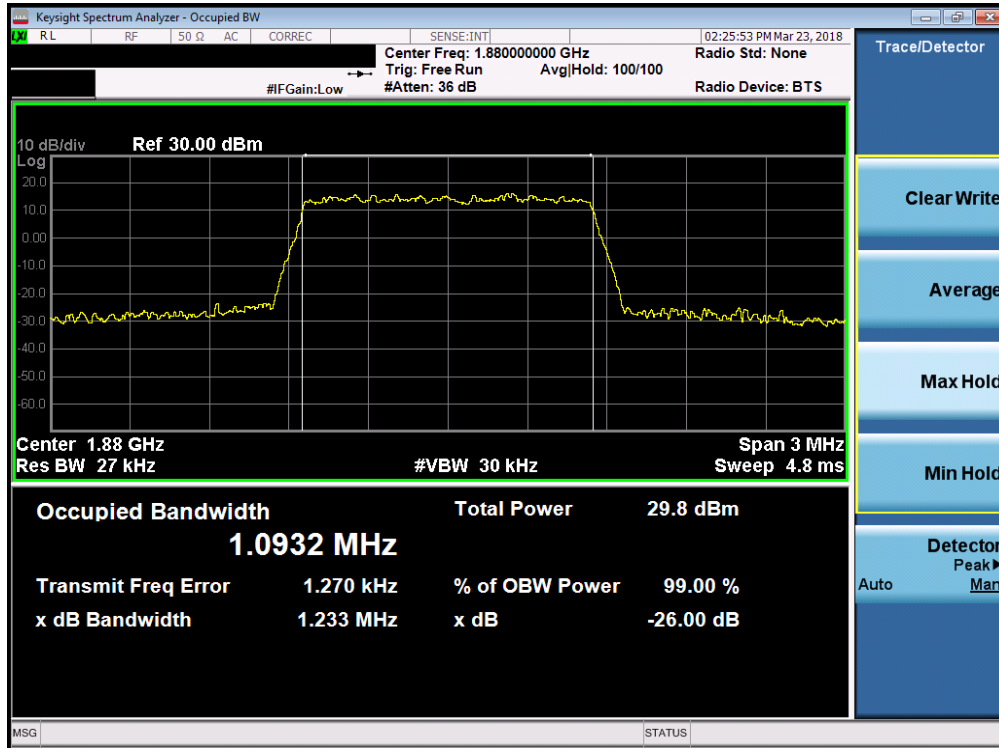 Keysight Spectrum Analyzer - Occupied BW
LXI RL RF 50 Ω AC CORREC SENSE:INT 02:25:53 PM Mar 23, 2018
Center Freq: 1.880000000 GHz Radio Std: None
Trig: Free Run Avg|Hold: 100/100
#IFGain:Low #Atten: 36 dB Radio Device: BTS
10 dB/div Ref 30.00 dBm
Log
20.0
10.0
0.00
-10.0
-20.0
-30.0
-40.0
-50.0
-60.0
Center 1.88 GHz Span 3 MHz
Res BW 27 kHz #VBW 30 kHz Sweep 4.8 ms
Occupied Bandwidth Total Power 29.8 dBm
1.0932 MHz
Transmit Freq Error 1.270 kHz % of OBW Power 99.00 %
x dB Bandwidth 1.233 MHz x dB -26.00 dB
MSG STATUS
Trace/Detector
Clear Write
Average
Max Hold
Min Hold
Detector
Peak▶
Auto Man